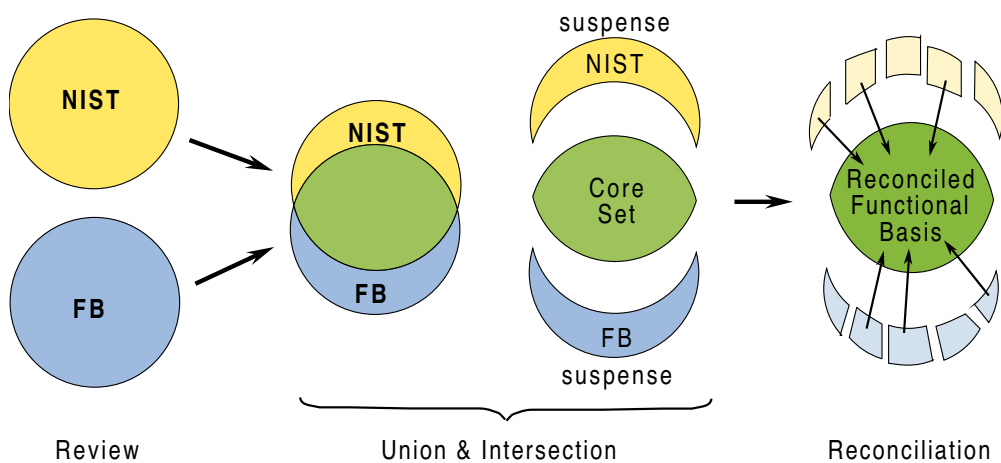 NIST
FB
NIST
FB
suspense
NIST
Core
Set
FB
suspense
Reconciled
Functional
Basis
Review
Union & Intersection
Reconciliation